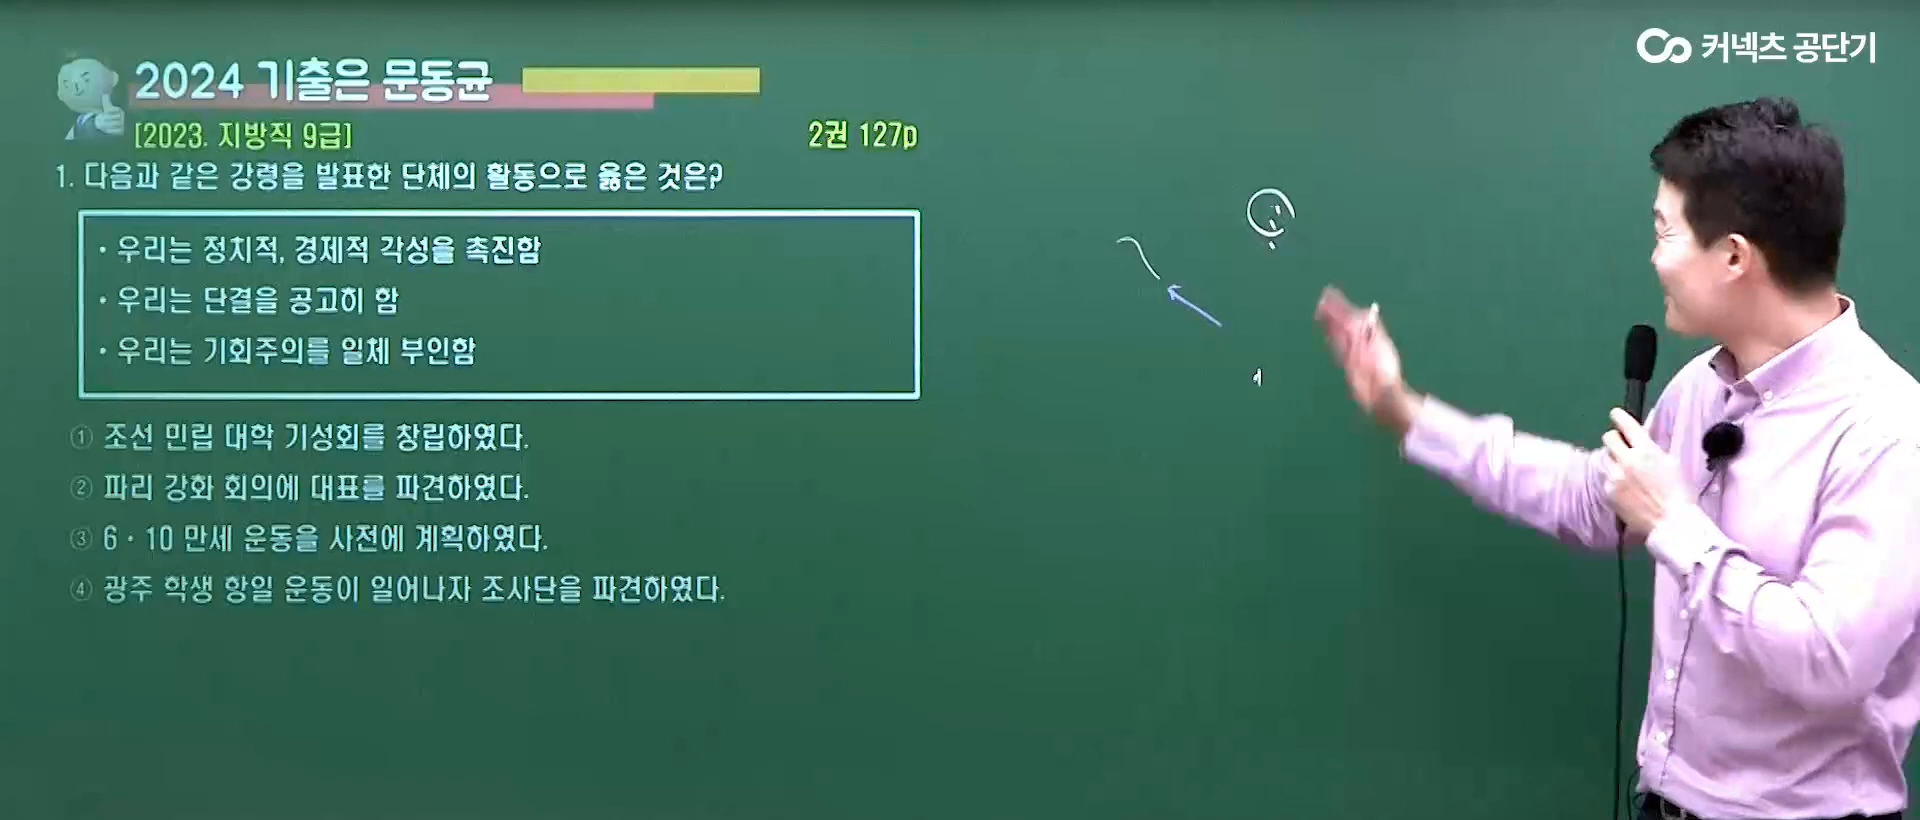 커넥츠 공단기
2024 기출은 문동균
[2023. 지방직 9급]
2권 127p
1. 다음과 같은 강령을 발표한 단체의 활동으로 옳은 것은?
· 우리는 정치적, 경제적 각성을 촉진함
· 우리는 단결을 공고히 함
· 우리는 기회주의를 일체 부인함
① 조선 민립 대학 기성회를 창립하였다.
② 파리 강화 회의에 대표를 파견하였다.
③ 6·10 만세 운동을 사전에 계획하였다.
④ 광주 학생 항일 운동이 일어나자 조사단을 파견하였다.